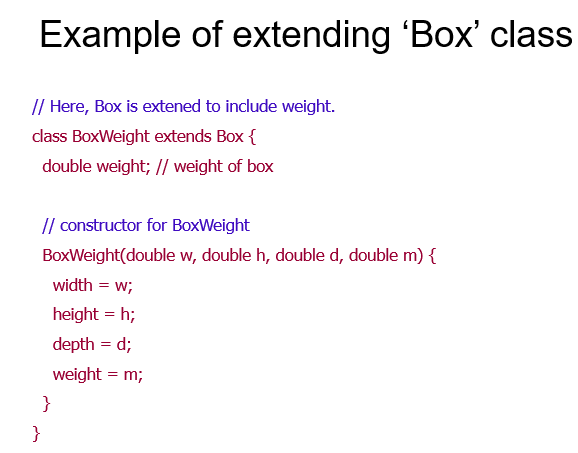 Example of extending ‘Box’ class
// Here, Box is extened to include weight.
class BoxWeight extends Box {
double weight; // weight of box
// constructor for BoxWeight
BoxWeight(double w, double h, double d, double m) {
width = w;
height = h;
depth = d;
weight = m;
}
}